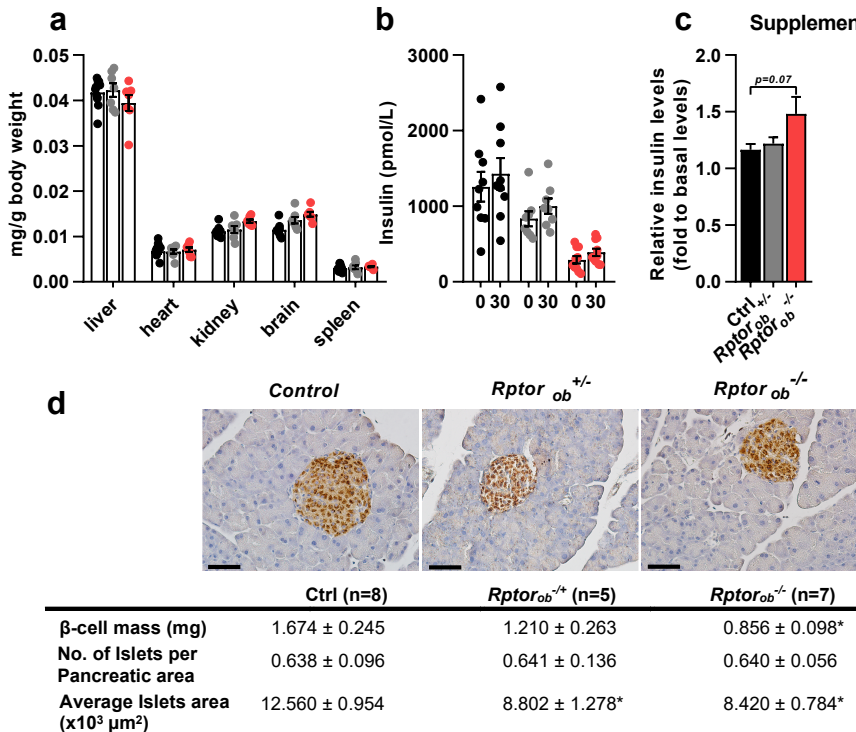 a
mg/g body weight
0.05
0.04
0.03
0.02
0.01
0.00
liver
heart
kidney
brain
spleen
b
Insulin (pmol/L)
3000
2000
1000
0
0 30 0 30 0 30
c
Supplemen
Relative insulin levels
(fold to basal levels)
2.0
1.5
1.0
0.5
0.0
p=0.07
Ctrl
Rptor ob +/-
Rptor ob -/-
d
Control
Rptor ob +/-
Rptor ob -/-
Ctrl (n=8) Rptor ob -/+ (n=5) Rptor ob -/- (n=7)
β-cell mass (mg) 1.674 ± 0.245 1.210 ± 0.263 0.856 ± 0.098*
No. of Islets per
Pancreatic area 0.638 ± 0.096 0.641 ± 0.136 0.640 ± 0.056
Average Islets area
(x10³ µm²) 12.560 ± 0.954 8.802 ± 1.278* 8.420 ± 0.784*